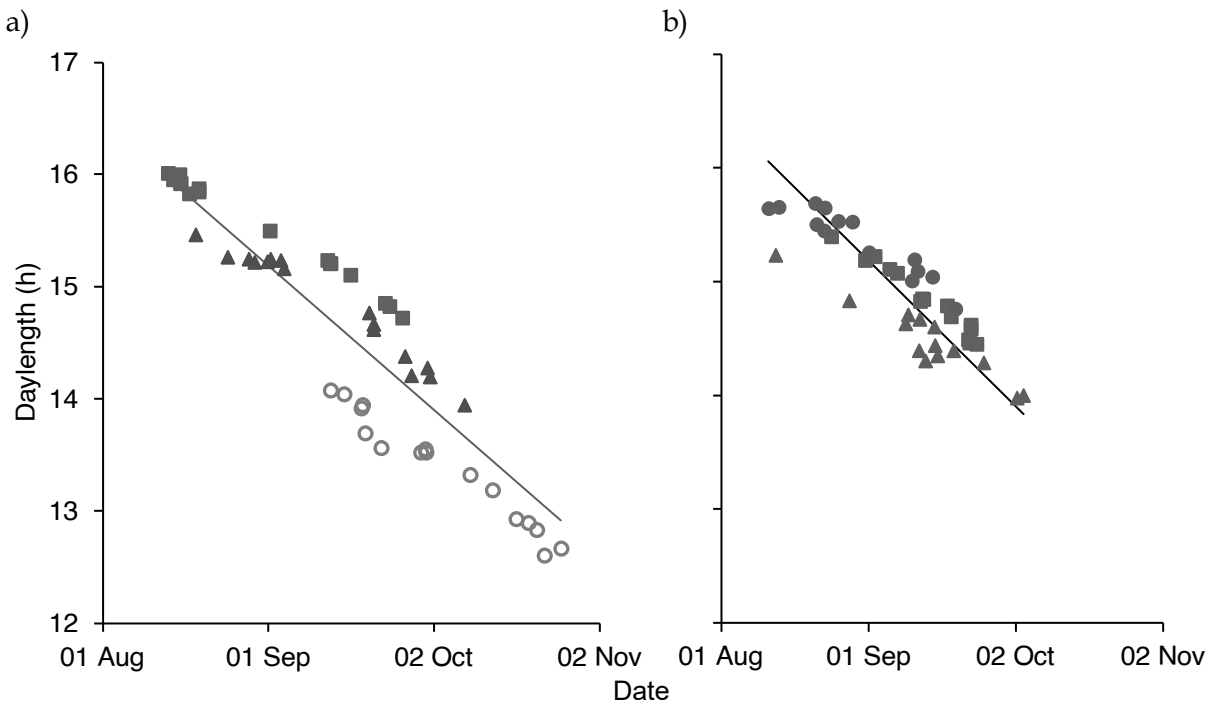 a)
b)
17
16
15
14
13
12
Daylength (h)
01 Aug
01 Sep
02 Oct
02 Nov
01 Aug
01 Sep
02 Oct
02 Nov
Date